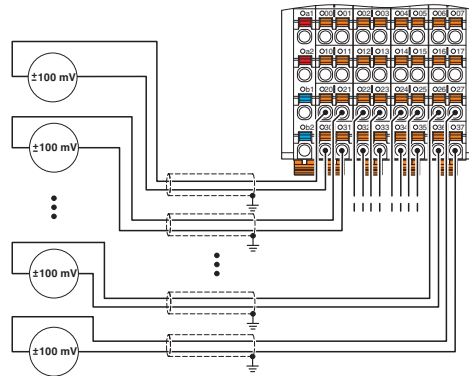 a1 00 01 02 03 04 05 06 07
a2 10 11 12 13 14 15 16 17
b1 20 21 22 23 24 25 26 27
b2 30 31 32 33 34 35 36 37
±100 mV
±100 mV
±100 mV
±100 mV